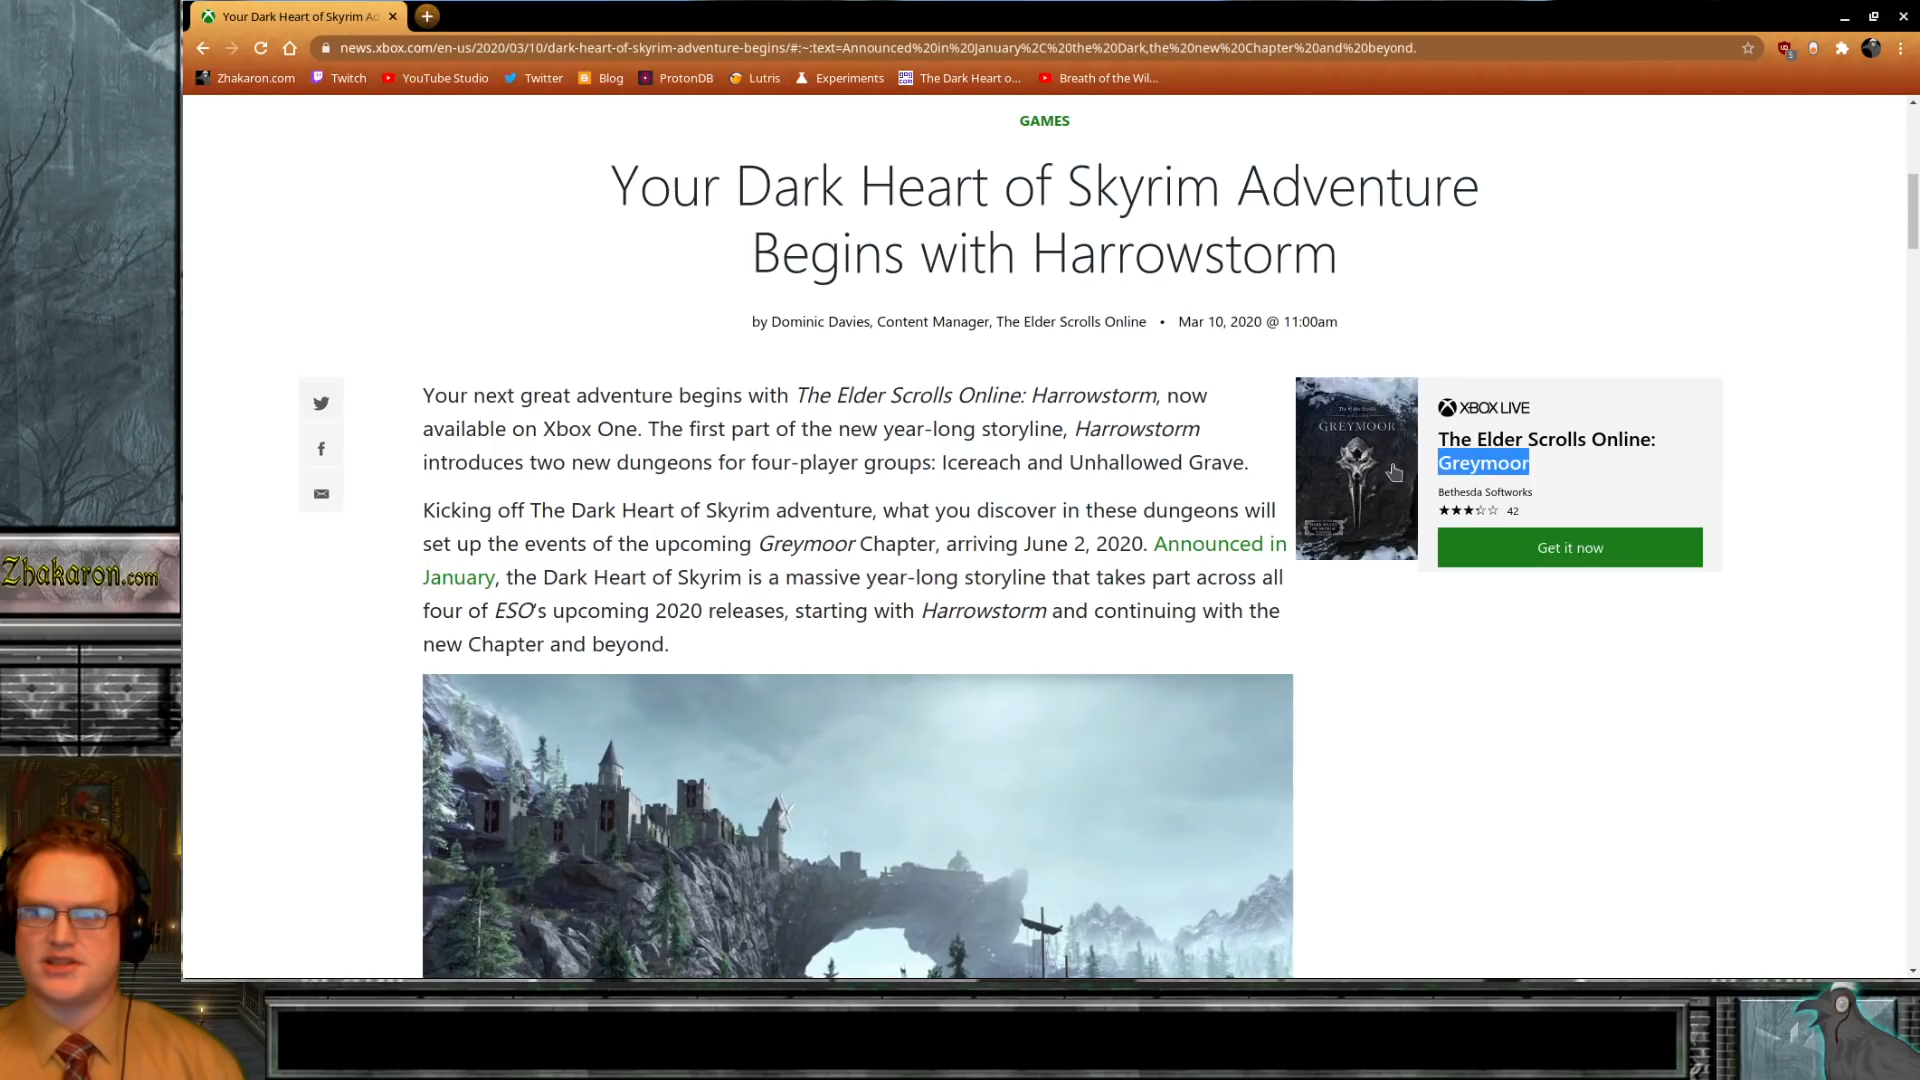 Your Dark Heart of Skyrim Ad
news.xbox.com/en-us/2020/03/10/dark-heart-of-skyrim-adventure-begins/#:~:text=Announced%20in%20January%2C%20the%20Dark,the%20new%20Chapter%20and%20beyond.
Zhakaron.com Twitch YouTube Studio Twitter Blog ProtonDB Lutris Experiments The Dark Heart o... Breath of the Wil...
GAMES
Your Dark Heart of Skyrim Adventure
Begins with Harrowstorm
by Dominic Davies, Content Manager, The Elder Scrolls Online • Mar 10, 2020 @ 11:00am
Your next great adventure begins with The Elder Scrolls Online: Harrowstorm, now
available on Xbox One. The first part of the new year-long storyline, Harrowstorm
introduces two new dungeons for four-player groups: Icereach and Unhallowed Grave.
Kicking off The Dark Heart of Skyrim adventure, what you discover in these dungeons will
set up the events of the upcoming Greymoor Chapter, arriving June 2, 2020. Announced in
January, the Dark Heart of Skyrim is a massive year-long storyline that takes part across all
four of ESO's upcoming 2020 releases, starting with Harrowstorm and continuing with the
new Chapter and beyond.
The Elder Scrolls
GREYMOOR
XBOX LIVE
The Elder Scrolls Online:
Greymoor
Bethesda Softworks
42
Get it now
Zhakaron.com